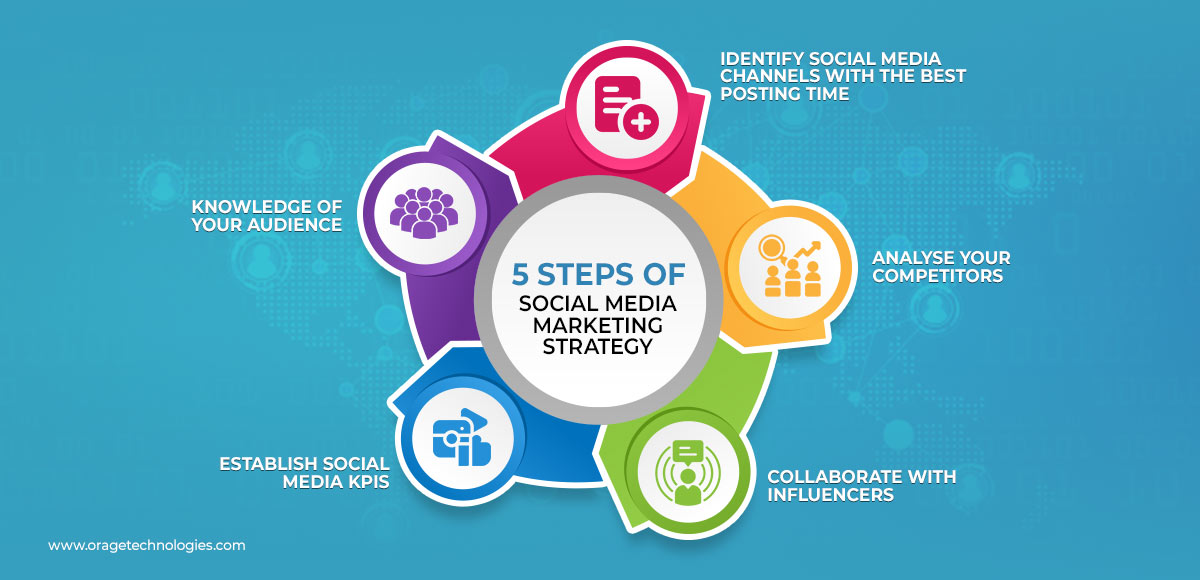 IDENTIFY SOCIAL MEDIA
CHANNELS WITH THE BEST
POSTING TIME
KNOWLEDGE OF
YOUR AUDIENCE
ANALYSE YOUR
COMPETITORS
5 STEPS OF
SOCIAL MEDIA
MARKETING
STRATEGY
ESTABLISH SOCIAL
MEDIA KPIS
COLLABORATE WITH
INFLUENCERS
www.oragetechnologies.com